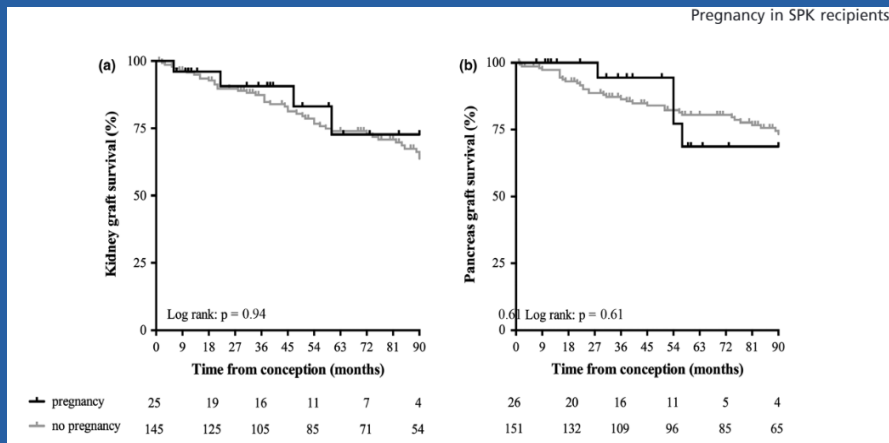 Pregnancy in SPK recipients
(a)
Kidney graft survival (%)
100
75
50
25
0
Log rank: p = 0.94
0 9 18 27 36 45 54 63 72 81 90
Time from conception (months)
(b)
Pancreas graft survival (%)
100
75
50
25
0
0.61 Log rank: p = 0.61
0 9 18 27 36 45 54 63 72 81 90
Time from conception (months)
pregnancy 25 19 16 11 7 4 26 20 16 11 5 4
no pregnancy 145 125 105 85 71 54 151 132 109 96 85 65